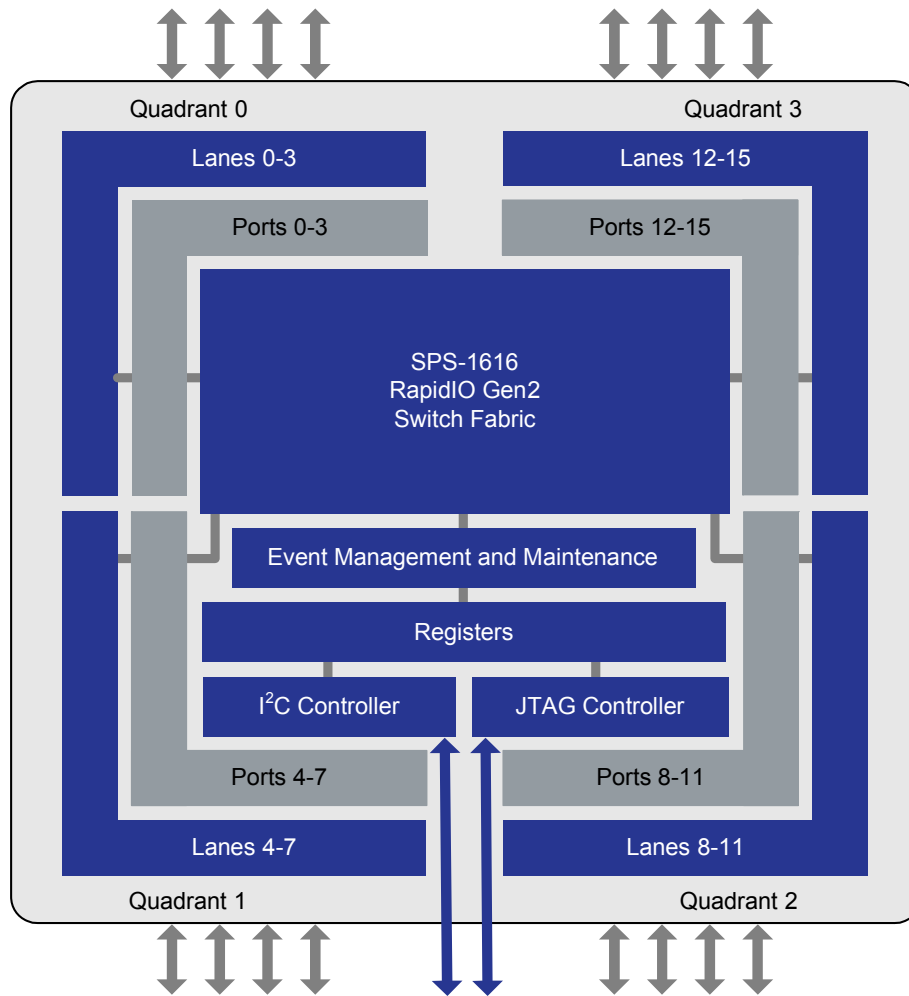 Quadrant 0
Quadrant 3
Lanes 0-3
Lanes 12-15
Ports 0-3
Ports 12-15
SPS-1616
RapidIO Gen2
Switch Fabric
Event Management and Maintenance
Registers
I²C Controller
JTAG Controller
Ports 4-7
Ports 8-11
Lanes 4-7
Lanes 8-11
Quadrant 1
Quadrant 2